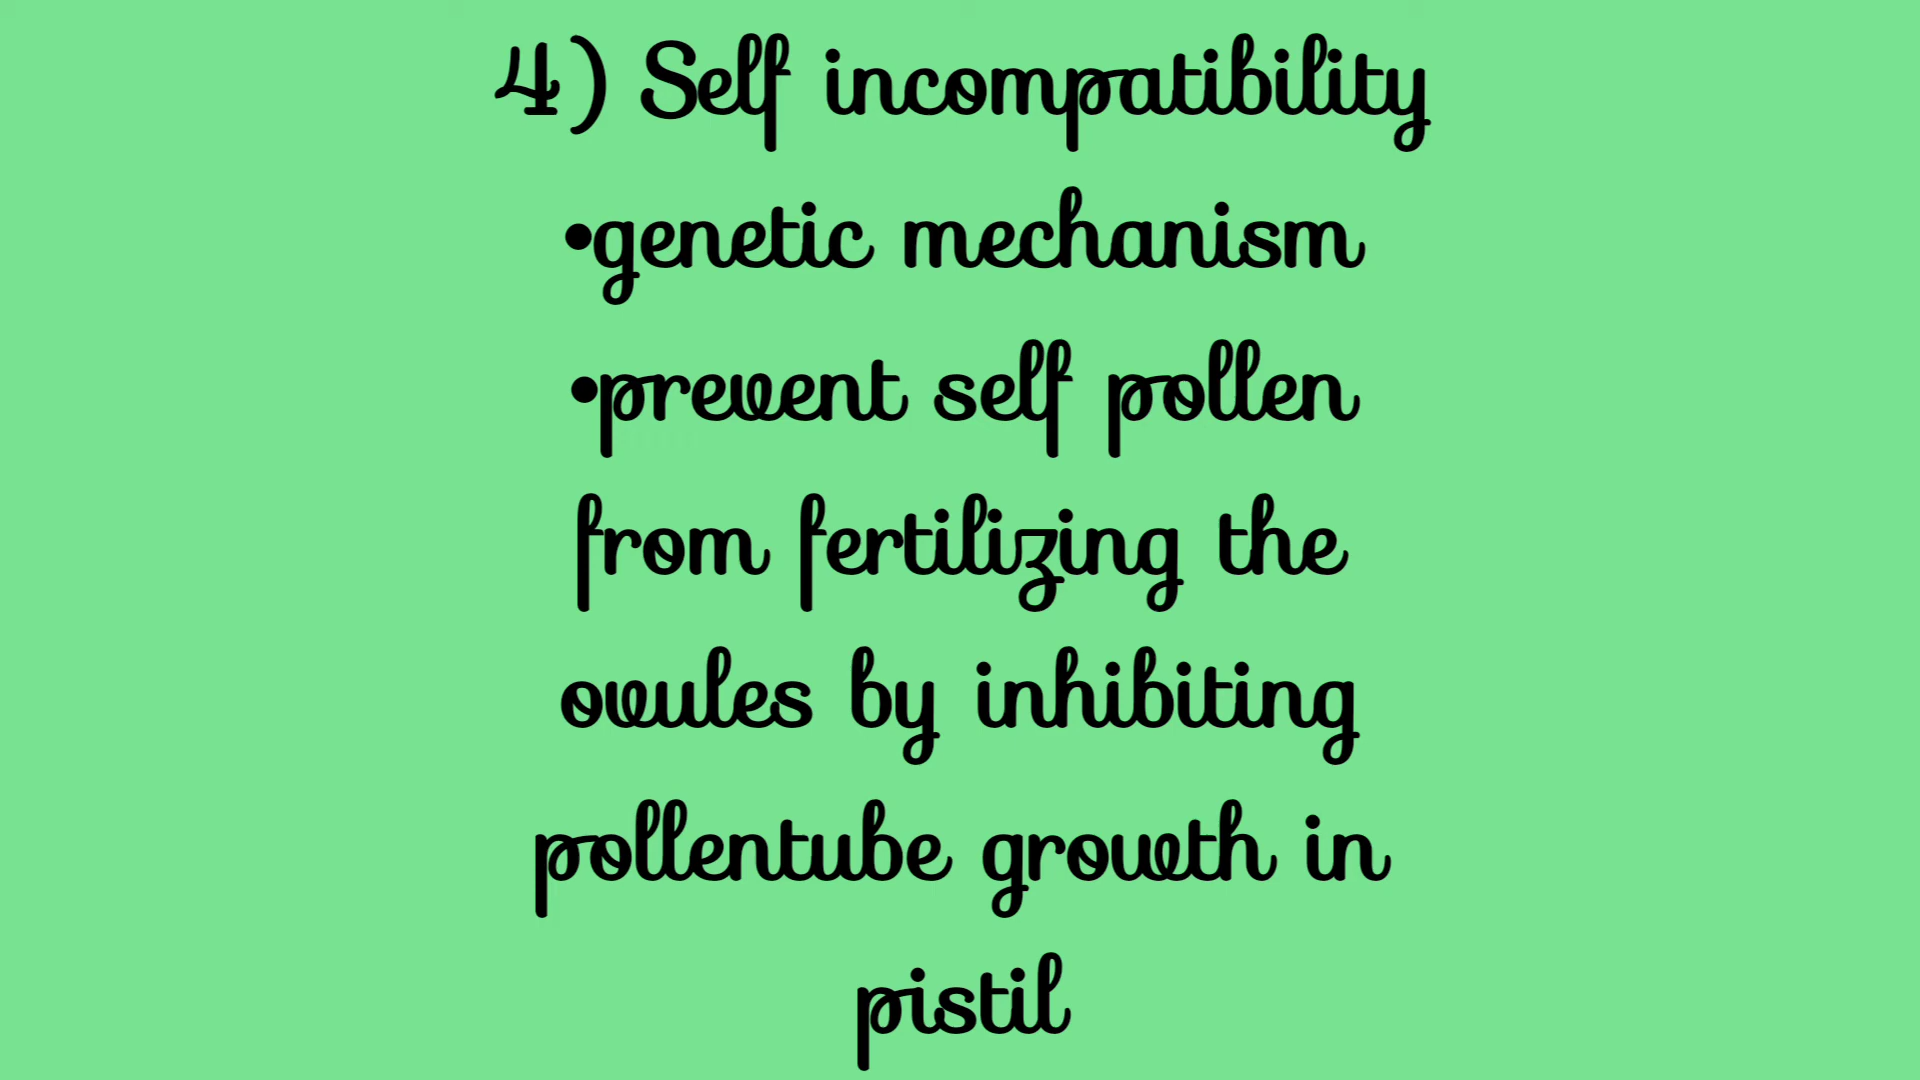 4) Self incompatibility
•genetic mechanism
•prevent self pollen
from fertilizing the
ovules by inhibiting
pollentube growth in
pistil